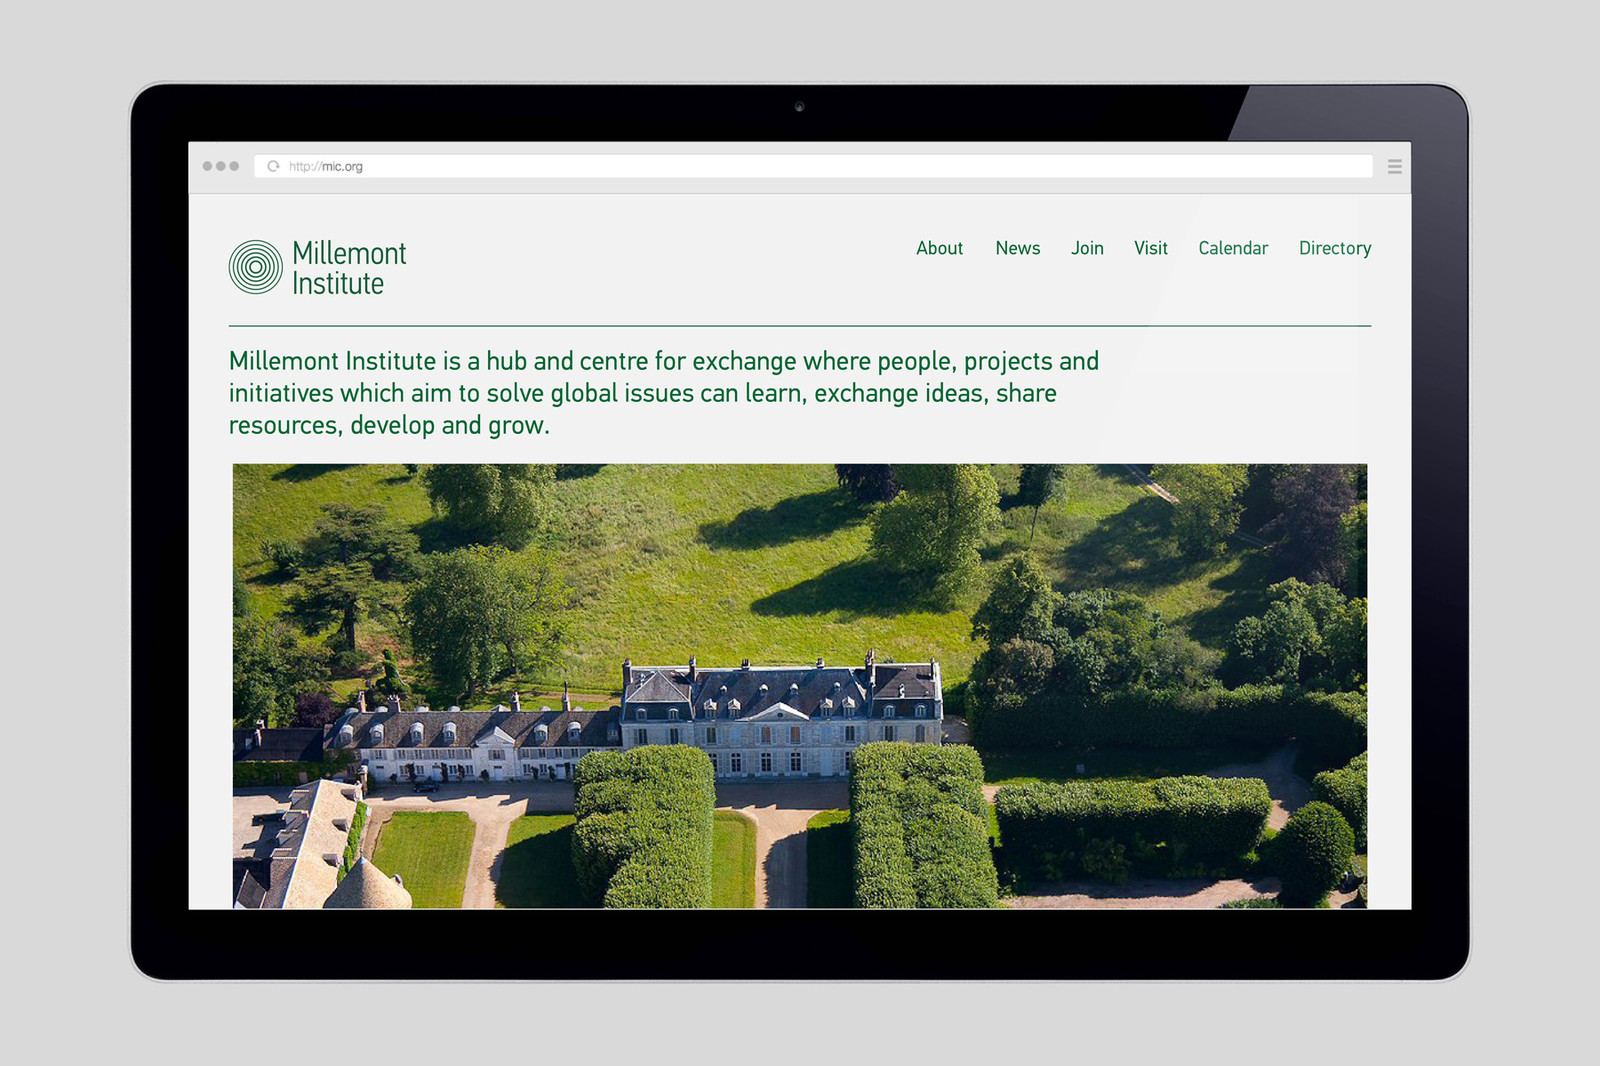 http://mic.org
Millemont
Institute
About News Join Visit Calendar Directory
Millemont Institute is a hub and centre for exchange where people, projects and
initiatives which aim to solve global issues can learn, exchange ideas, share
resources, develop and grow.